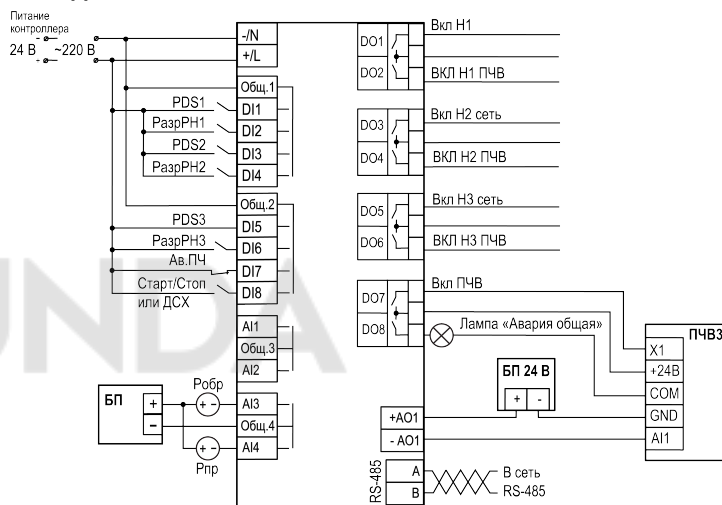 Питание
контроллера
24 В ~220 В
-/N
+/L
Общ.1
PDS1 DI1
РазрРН1 DI2
PDS2 DI3
РазрРН2 DI4
Общ.2
PDS3 DI5
РазрРН3 DI6
Ав.ПЧ DI7
Старт/Стоп DI8
или ДСХ
AI1
Общ.3
AI2
БП + − Робр + - AI3
Общ.4
+ - AI4
Рпр
DO1 Вкл Н1
DO2 ВКЛ Н1 ПЧВ
DO3 Вкл Н2 сеть
DO4 ВКЛ Н2 ПЧВ
DO5 Вкл Н3 сеть
DO6 ВКЛ Н3 ПЧВ
DO7 Вкл ПЧВ
DO8 Лампа «Авария общая»
БП 24 В
+ -
+AO1
- AO1
RS-485
A В сеть
B RS-485
ПЧВ3
X1
+24В
COM
GND
AI1
UNDA